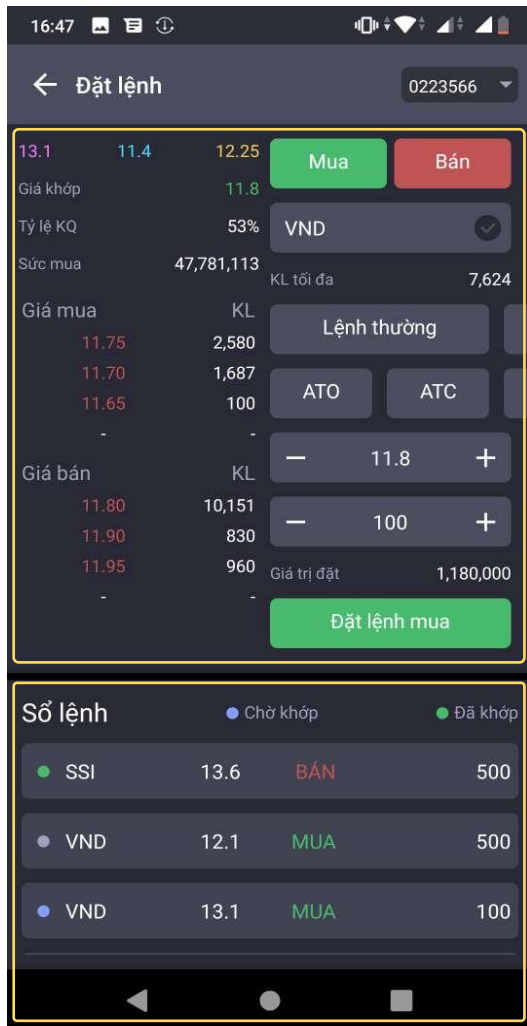 16:47
Đặt lệnh
0223566
13.1 11.4 12.25
Giá khớp 11.8
Tỷ lệ KQ 53%
Sức mua 47,781,113
Giá mua KL
11.75 2,580
11.70 1,687
11.65 100
- -
Giá bán KL
11.80 10,151
11.90 830
11.95 960
- -
Mua Bán
VND
KL tối đa 7,624
Lệnh thường
ATO ATC
− 11.8 +
− 100 +
Giá trị đặt 1,180,000
Đặt lệnh mua
Sổ lệnh Chờ khớp Đã khớp
SSI 13.6 BÁN 500
VND 12.1 MUA 500
VND 13.1 MUA 100